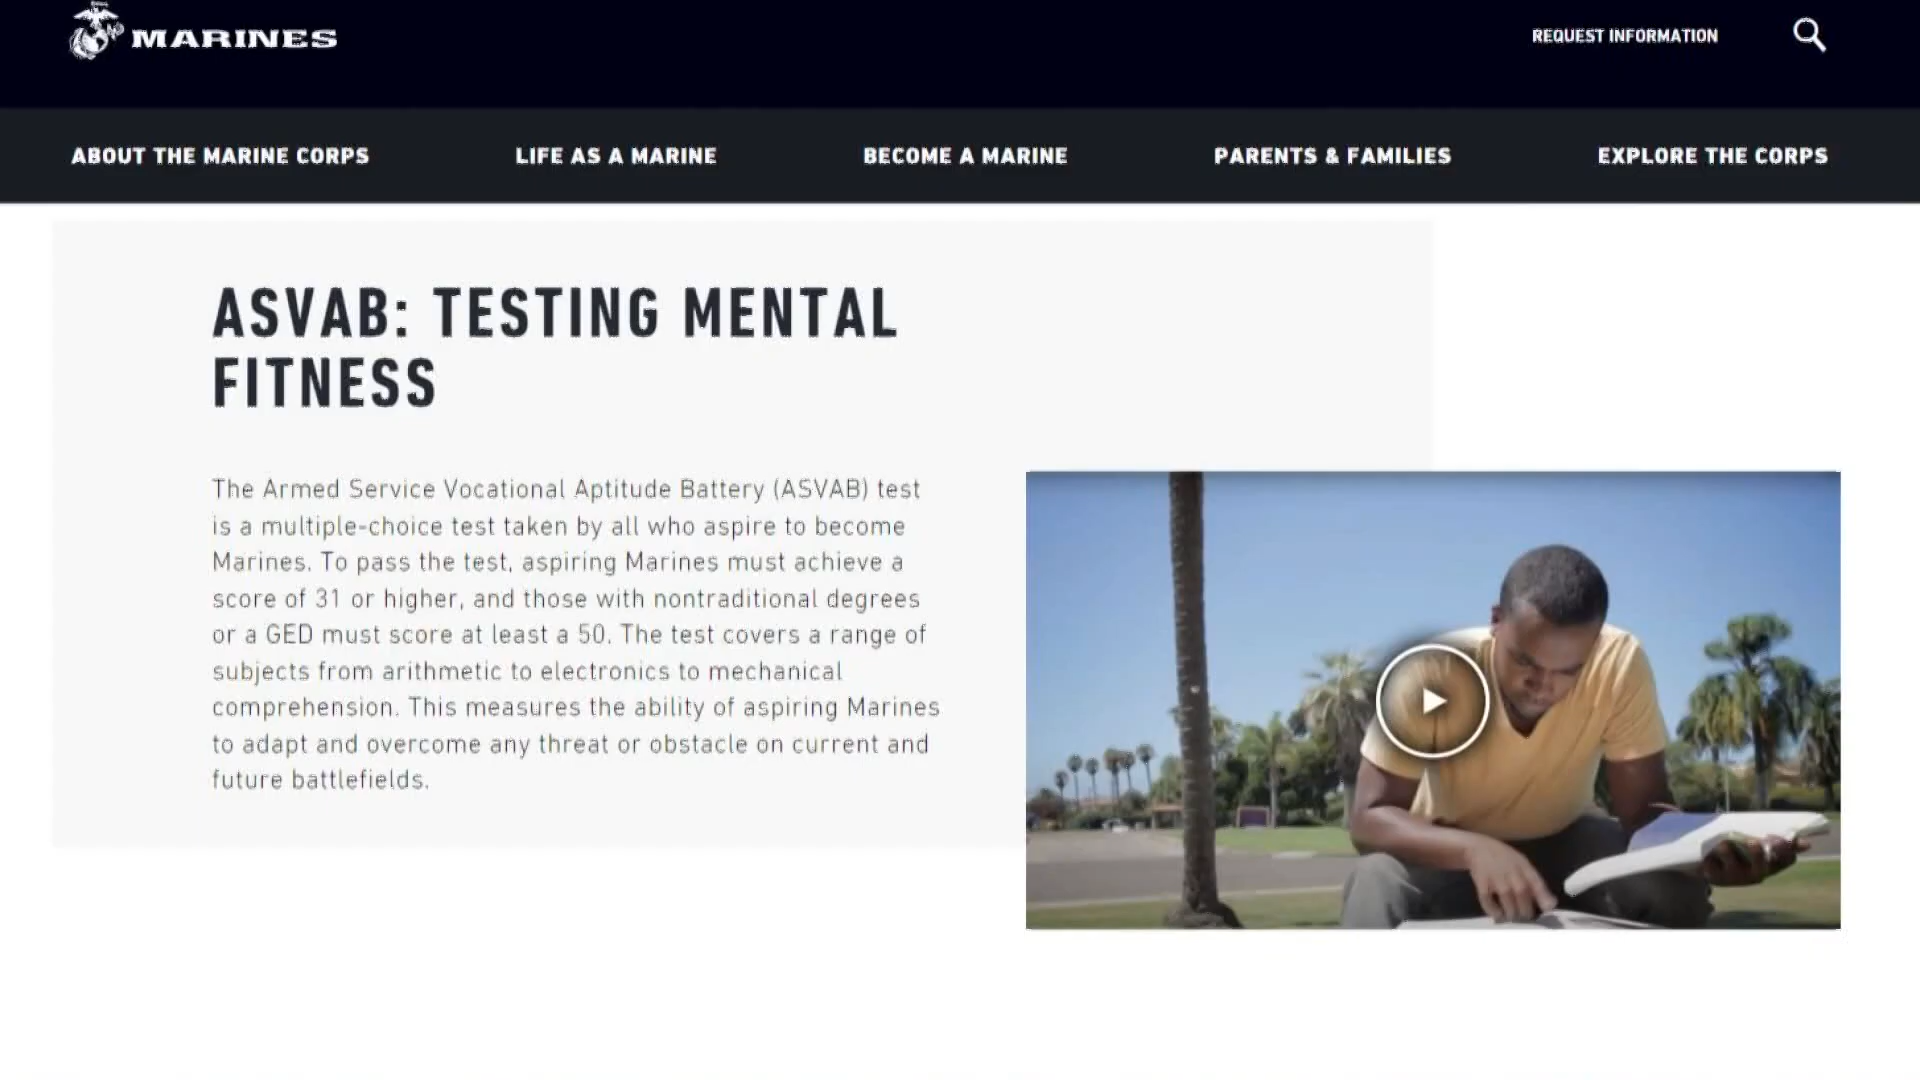 MARINES
REQUEST INFORMATION
ABOUT THE MARINE CORPS
LIFE AS A MARINE
BECOME A MARINE
PARENTS & FAMILIES
EXPLORE THE CORPS
ASVAB: TESTING MENTAL
FITNESS
The Armed Service Vocational Aptitude Battery (ASVAB) test
is a multiple-choice test taken by all who aspire to become
Marines. To pass the test, aspiring Marines must achieve a
score of 31 or higher, and those with nontraditional degrees
or a GED must score at least a 50. The test covers a range of
subjects from arithmetic to electronics to mechanical
comprehension. This measures the ability of aspiring Marines
to adapt and overcome any threat or obstacle on current and
future battlefields.